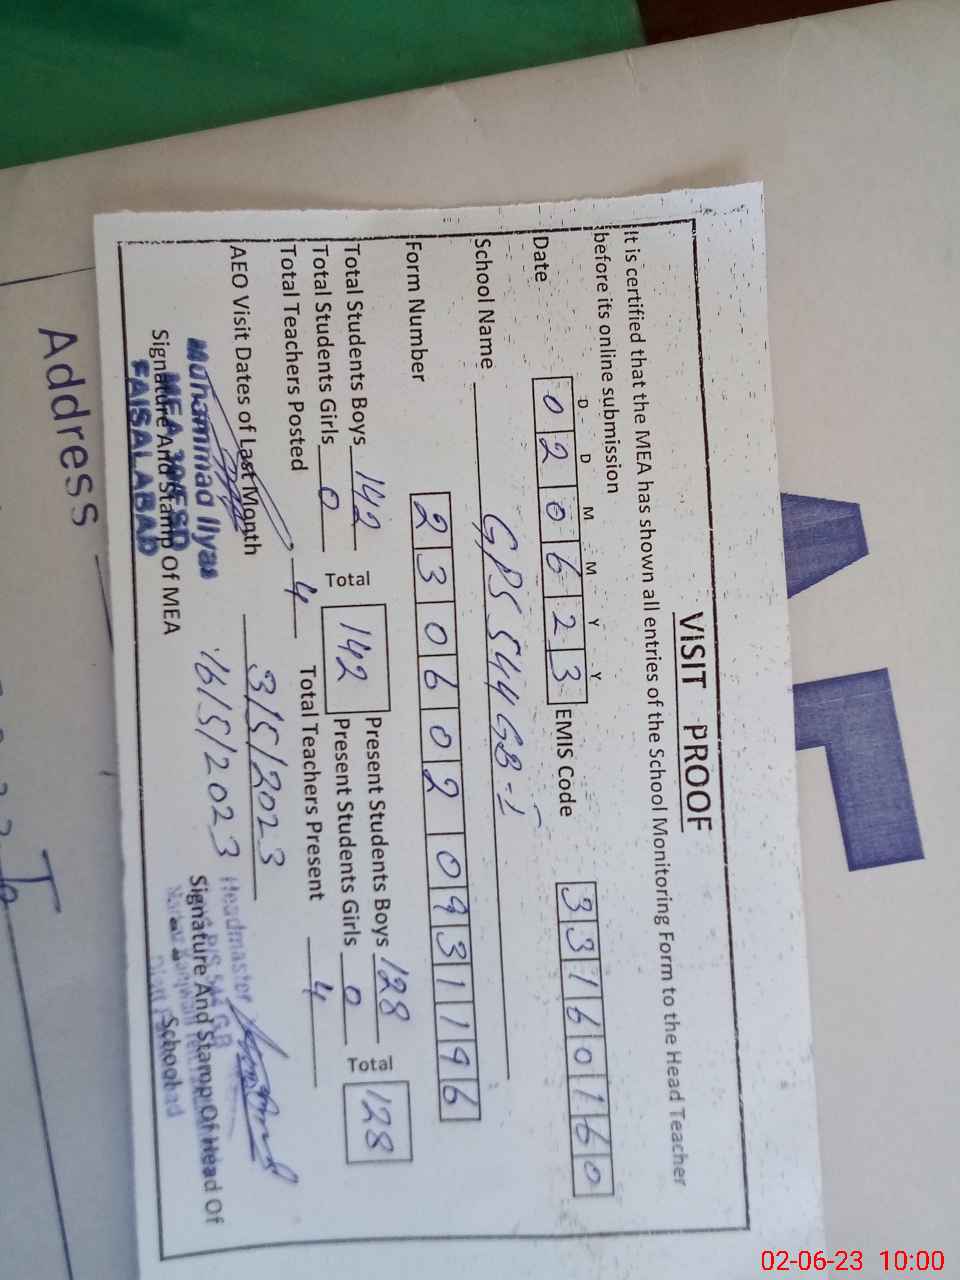 VISIT PROOF
It is certified that the MEA has shown all entries of the School Monitoring Form to the Head Teacher
before its online submission
D D M M Y Y
Date 0 2 0 6 2 3 EMIS Code 3 3 1 6 0 1 6 0
School Name GPS 544 GB-I
Form Number 2 3 0 6 0 2 0 9 3 1 1 9 6
Total Students Boys 142 Total 142 Present Students Boys 128 Total 128
Total Students Girls 0 Present Students Girls 0
Total Teachers Posted 4 Total Teachers Present 4
AEO Visit Dates of Last Month 3/5/2023
16/5/2023
Muhammad Ilyas
MEA
FAISALABAD
Signature And Stamp Of MEA
Headmaster
Signature And Stamp Of Head Of
School
Address
02-06-23 10:00